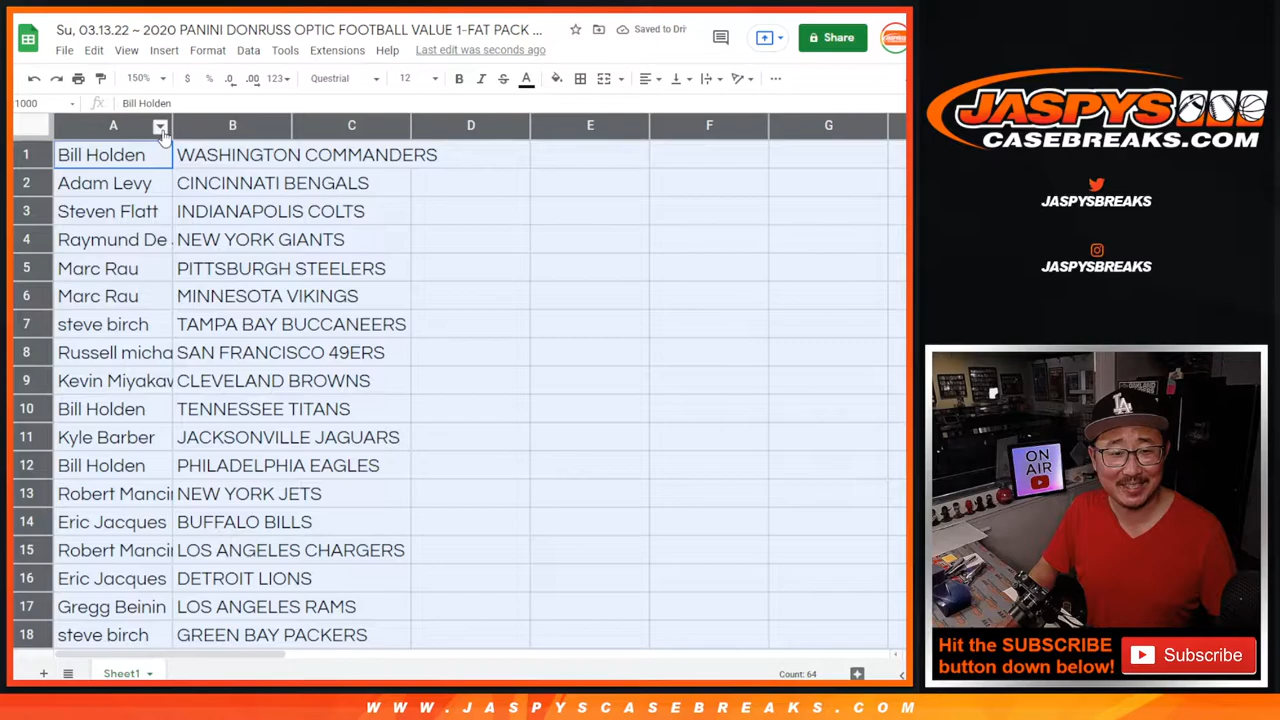 Su, 03.13.22 ~ 2020 PANINI DONRUSS OPTIC FOOTBALL VALUE 1-FAT PACK ...
Saved to Dri
Share
File Edit View Insert Format Data Tools Extensions Help Last edit was seconds ago
150% $ % .0 .00 123 Questrial 12 B I S A
1000 fx Bill Holden
A B C D E F G
1 Bill Holden WASHINGTON COMMANDERS
2 Adam Levy CINCINNATI BENGALS
3 Steven Flatt INDIANAPOLIS COLTS
4 Raymund De NEW YORK GIANTS
5 Marc Rau PITTSBURGH STEELERS
6 Marc Rau MINNESOTA VIKINGS
7 steve birch TAMPA BAY BUCCANEERS
8 Russell micha SAN FRANCISCO 49ERS
9 Kevin Miyakaw CLEVELAND BROWNS
10 Bill Holden TENNESSEE TITANS
11 Kyle Barber JACKSONVILLE JAGUARS
12 Bill Holden PHILADELPHIA EAGLES
13 Robert Manci NEW YORK JETS
14 Eric Jacques BUFFALO BILLS
15 Robert Manci LOS ANGELES CHARGERS
16 Eric Jacques DETROIT LIONS
17 Gregg Beinin LOS ANGELES RAMS
18 steve birch GREEN BAY PACKERS
Sheet1
Count: 64
JASPYS
CASEBREAKS.COM
JASPYSBREAKS
JASPYSBREAKS
ON
AIR
LA
Hit the SUBSCRIBE
button down below!
Subscribe
WWW.JASPYSCASEBREAKS.COM